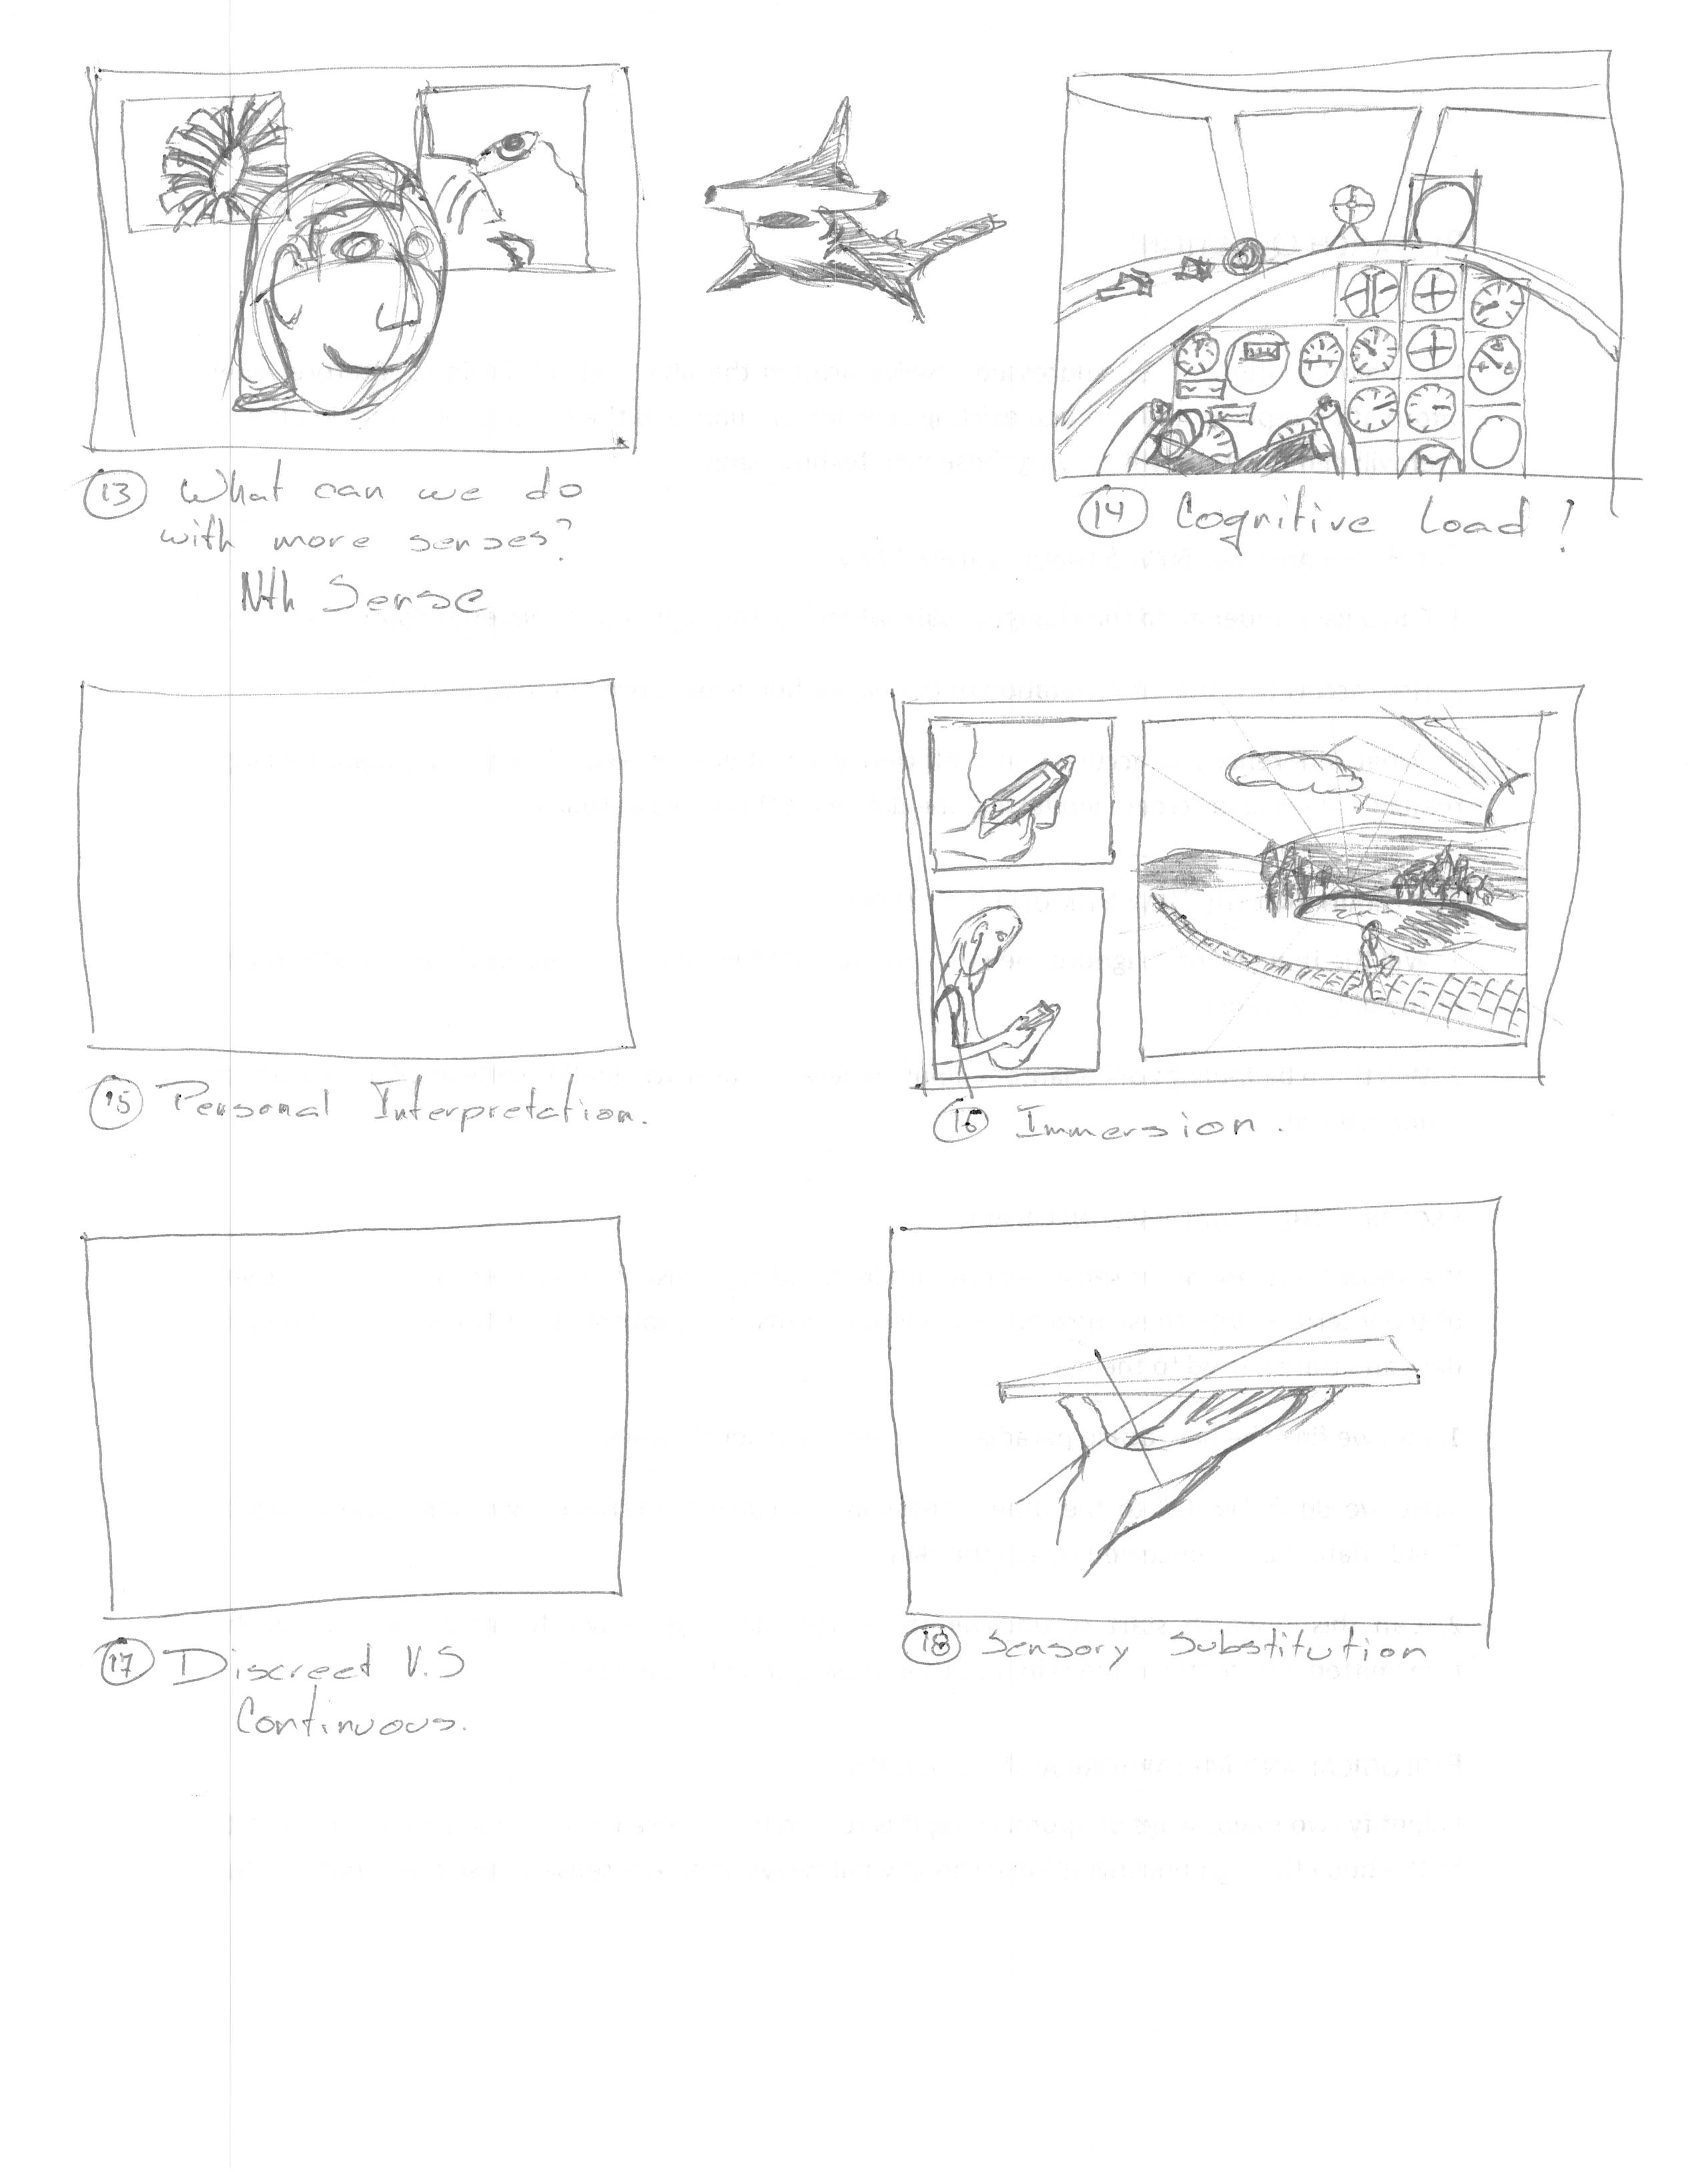 13 What can we do
with more senses?
Nth Sense
14 Cognitive Load !
15 Personal Interpretation.
16 Immersion.
17 Discreet V.S
Continuous.
18 Sensory Substitution